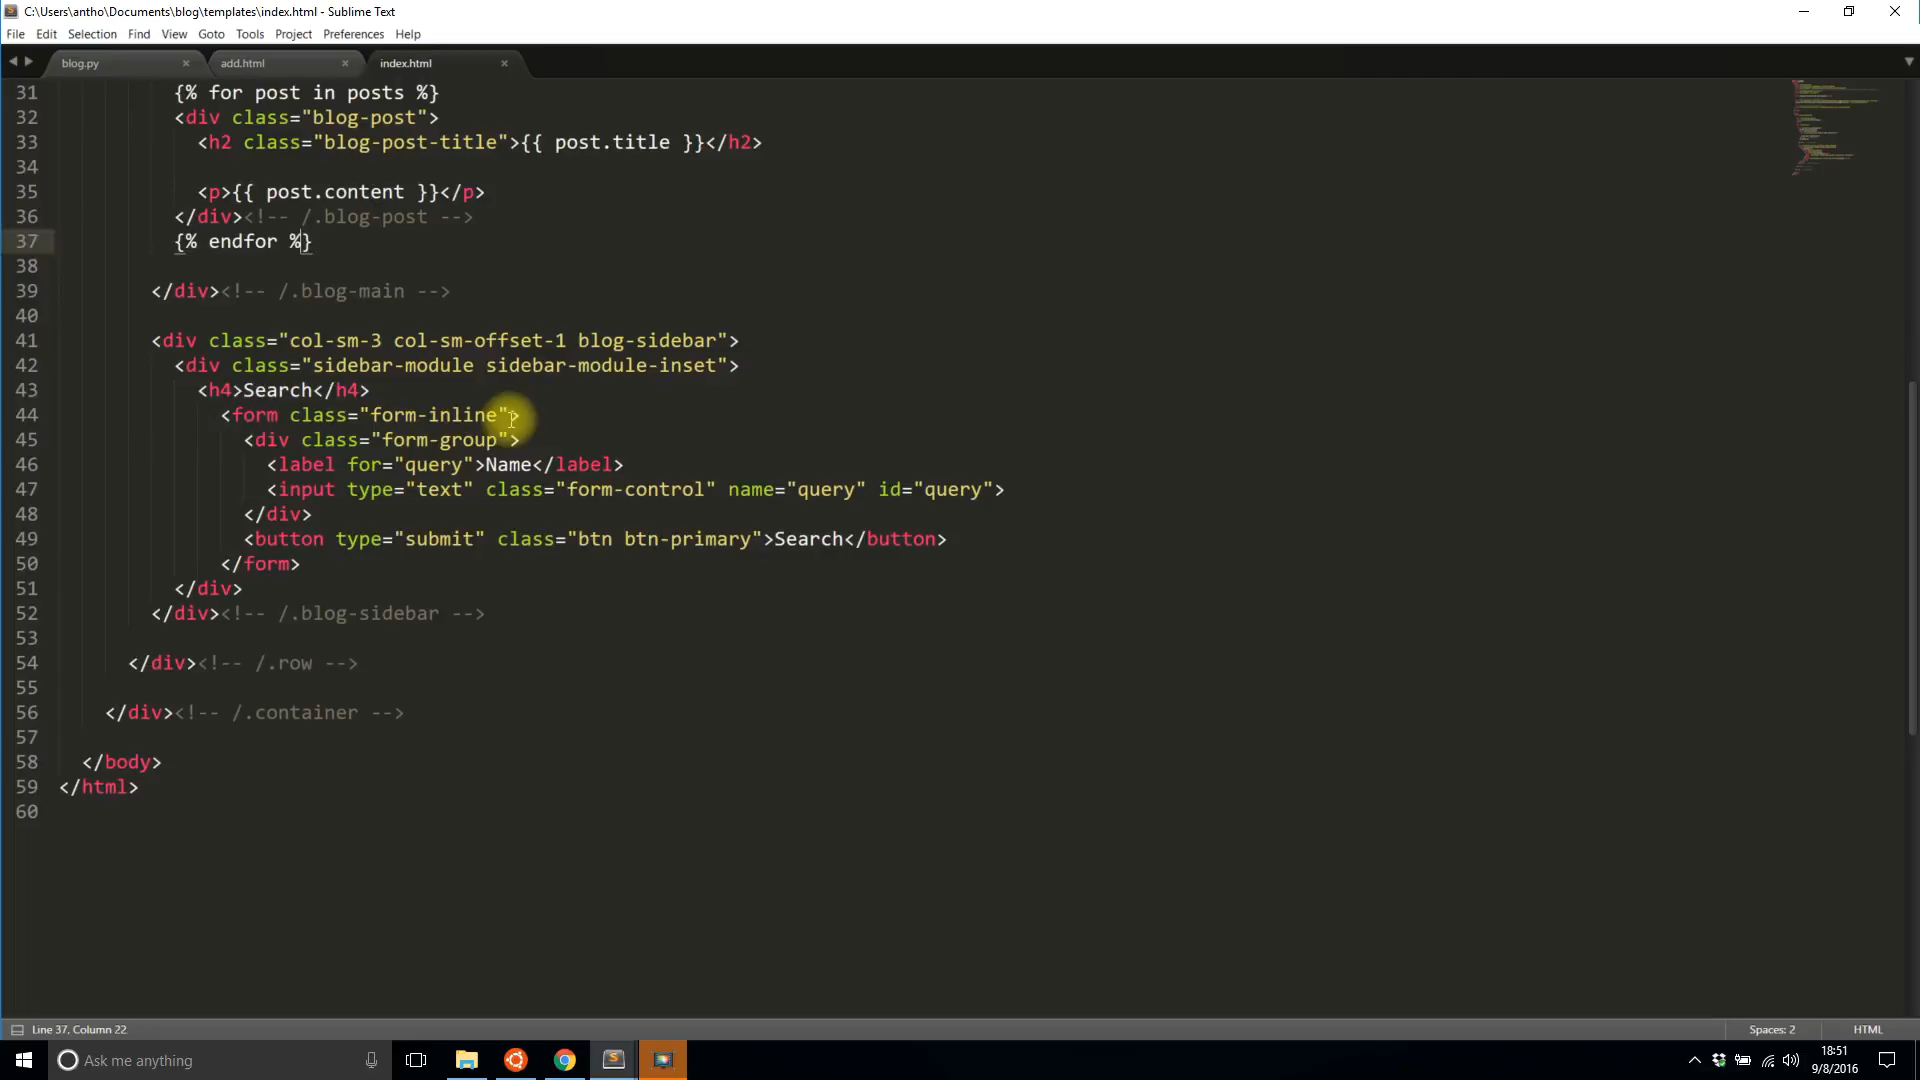 C:\Users\antho\Documents\blog\templates\index.html - Sublime Text
File Edit Selection Find View Goto Tools Project Preferences Help
blog.py × add.html × index.html ×
31 {% for post in posts %}
32 <div class="blog-post">
33 <h2 class="blog-post-title">{{ post.title }}</h2>
34
35 <p>{{ post.content }}</p>
36 </div><!-- /.blog-post -->
37 {% endfor %}
38
39 </div><!-- /.blog-main -->
40
41 <div class="col-sm-3 col-sm-offset-1 blog-sidebar">
42 <div class="sidebar-module sidebar-module-inset">
43 <h4>Search</h4>
44 <form class="form-inline">
45 <div class="form-group">
46 <label for="query">Name</label>
47 <input type="text" class="form-control" name="query" id="query">
48 </div>
49 <button type="submit" class="btn btn-primary">Search</button>
50 </form>
51 </div>
52 </div><!-- /.blog-sidebar -->
53
54 </div><!-- /.row -->
55
56 </div><!-- /.container -->
57
58 </body>
59 </html>
60
Line 37, Column 22 Spaces: 2 HTML
Ask me anything 18:51
9/8/2016